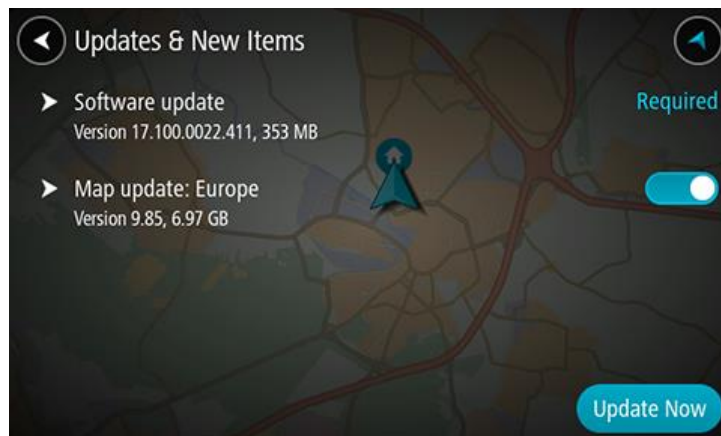 Updates & New Items
Software update
Required
Version 17.100.0022.411, 353 MB
Map update: Europe
Version 9.85, 6.97 GB
Update Now